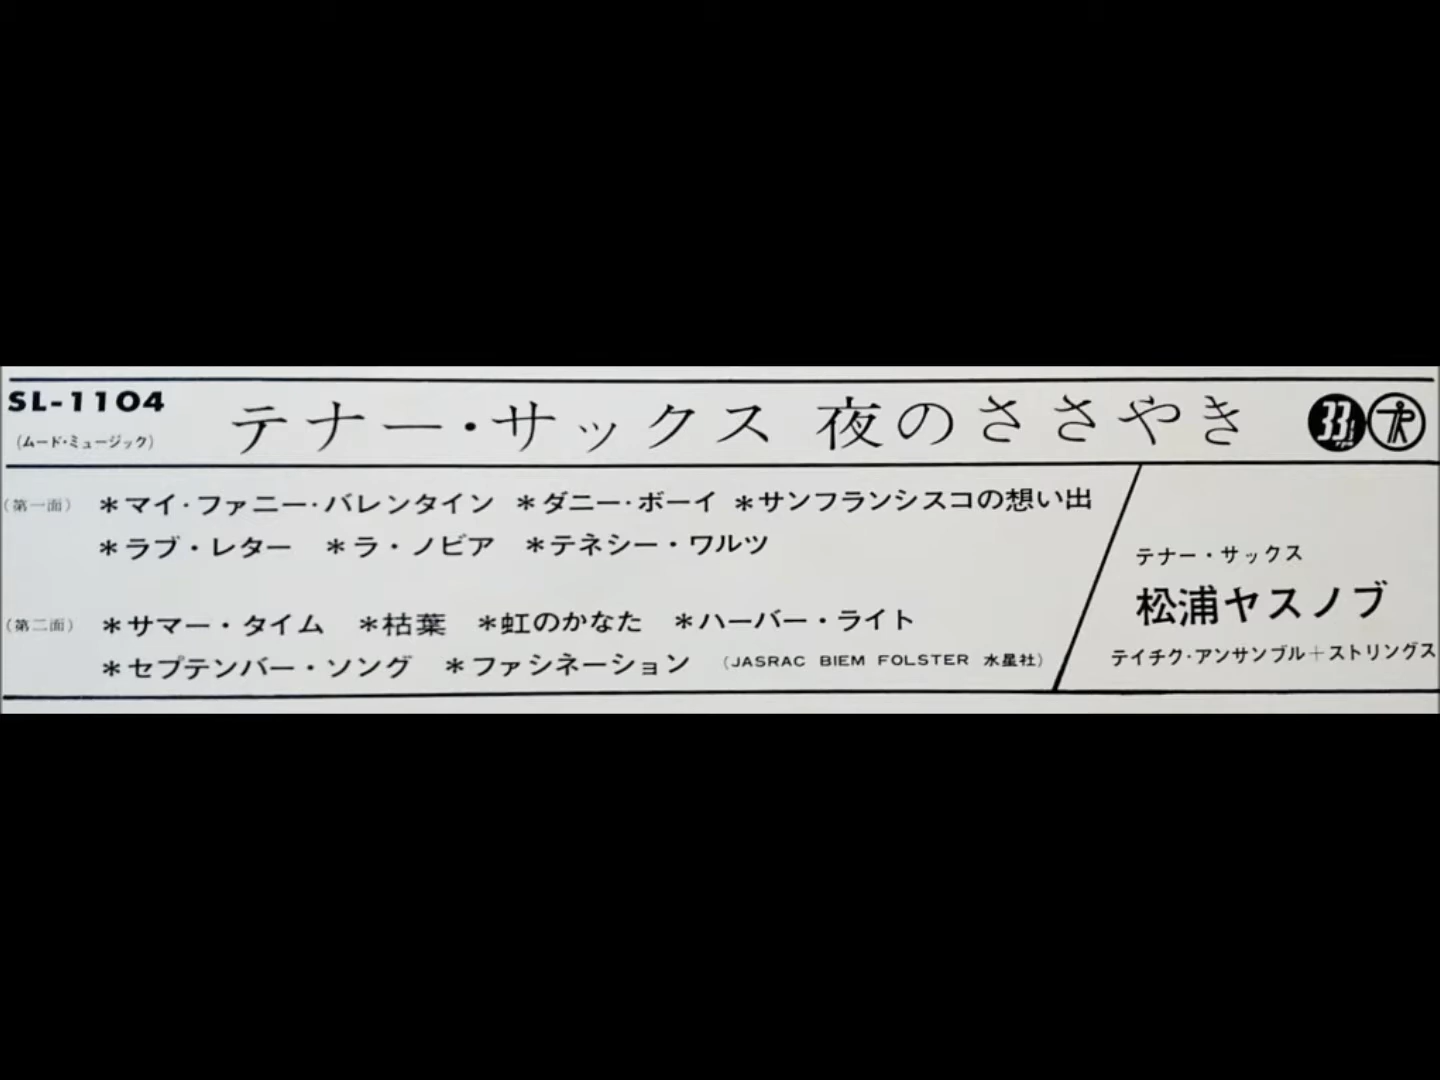 SL-1104
(ムード・ミュージック)
テナー・サックス 夜のささやき
33⅓
(第一面) *マイ・ファニー・バレンタイン *ダニー・ボーイ *サンフランシスコの想い出
*ラブ・レター *ラ・ノビア *テネシー・ワルツ
(第二面) *サマー・タイム *枯葉 *虹のかなた *ハーバー・ライト
*セプテンバー・ソング *ファシネーション (JASRAC BIEM FOLSTER 水星社)
テナー・サックス
松浦ヤスノブ
テイチク・アンサンブル+ストリングス